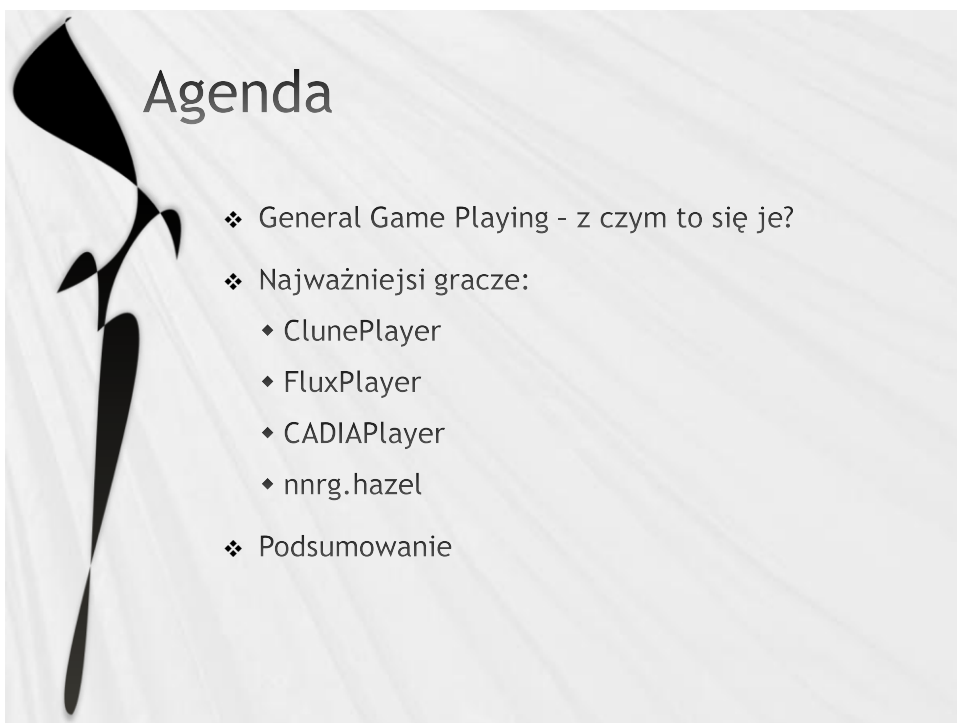 Agenda
General Game Playing – z czym to się je?
Najważniejsi gracze:
ClunePlayer
FluxPlayer
CADIAPlayer
nnrg.hazel
Podsumowanie